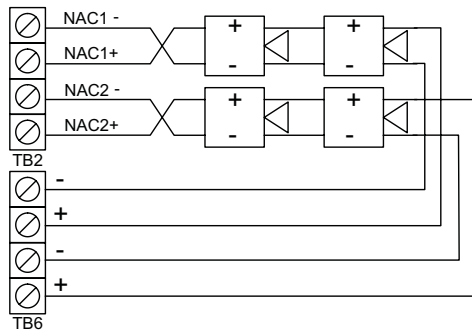 NAC1 -
+ +
NAC1+
- -
NAC2 -
+ +
NAC2+
- -
TB2
-
+
-
+
TB6